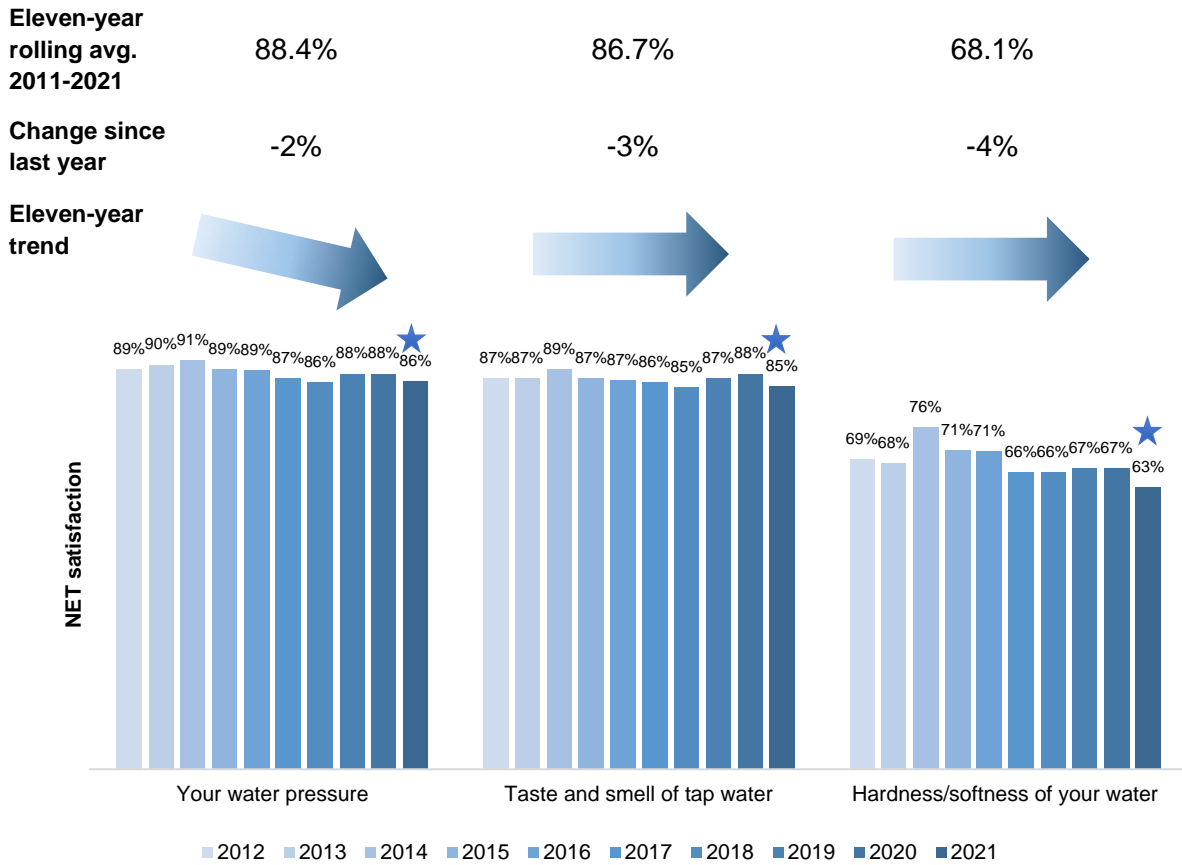 Eleven-year
rolling avg.
2011-2021
88.4%
86.7%
68.1%
Change since
last year
-2%
-3%
-4%
Eleven-year
trend
89% 90% 91% 89% 89% 87% 86% 88% 88% 86%
87% 87% 89% 87% 87% 86% 85% 87% 88% 85%
69% 68% 76% 71% 71% 66% 66% 67% 67% 63%
NET satisfaction
Your water pressure
Taste and smell of tap water
Hardness/softness of your water
2012 2013 2014 2015 2016 2017 2018 2019 2020 2021